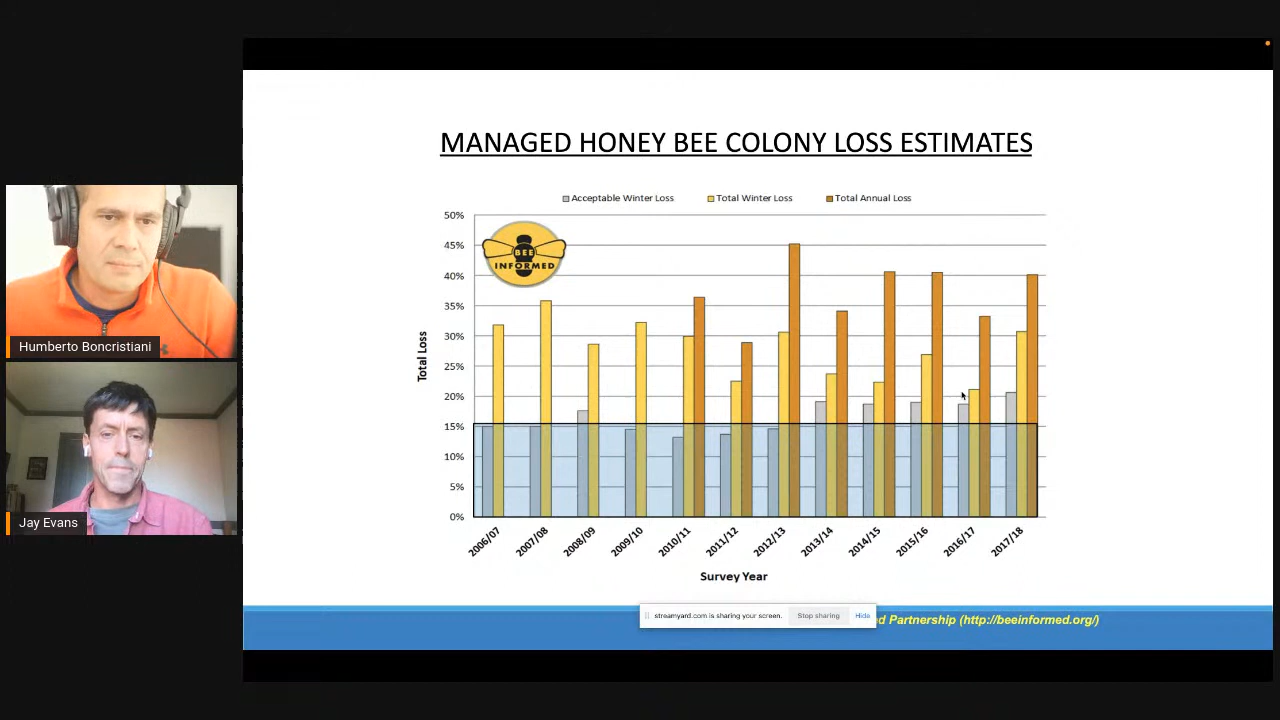 MANAGED HONEY BEE COLONY LOSS ESTIMATES
Acceptable Winter Loss
Total Winter Loss
Total Annual Loss
50%
45%
40%
35%
30%
25%
20%
15%
10%
5%
0%
BEE
INFORMED
Total Loss
2006/07
2007/08
2008/09
2009/10
2010/11
2011/12
2012/13
2013/14
2014/15
2015/16
2016/17
2017/18
Survey Year
streamyard.com is sharing your screen.
Stop sharing
Hide
Partnership (http://beeinformed.org/)
Humberto Boncristiani
Jay Evans